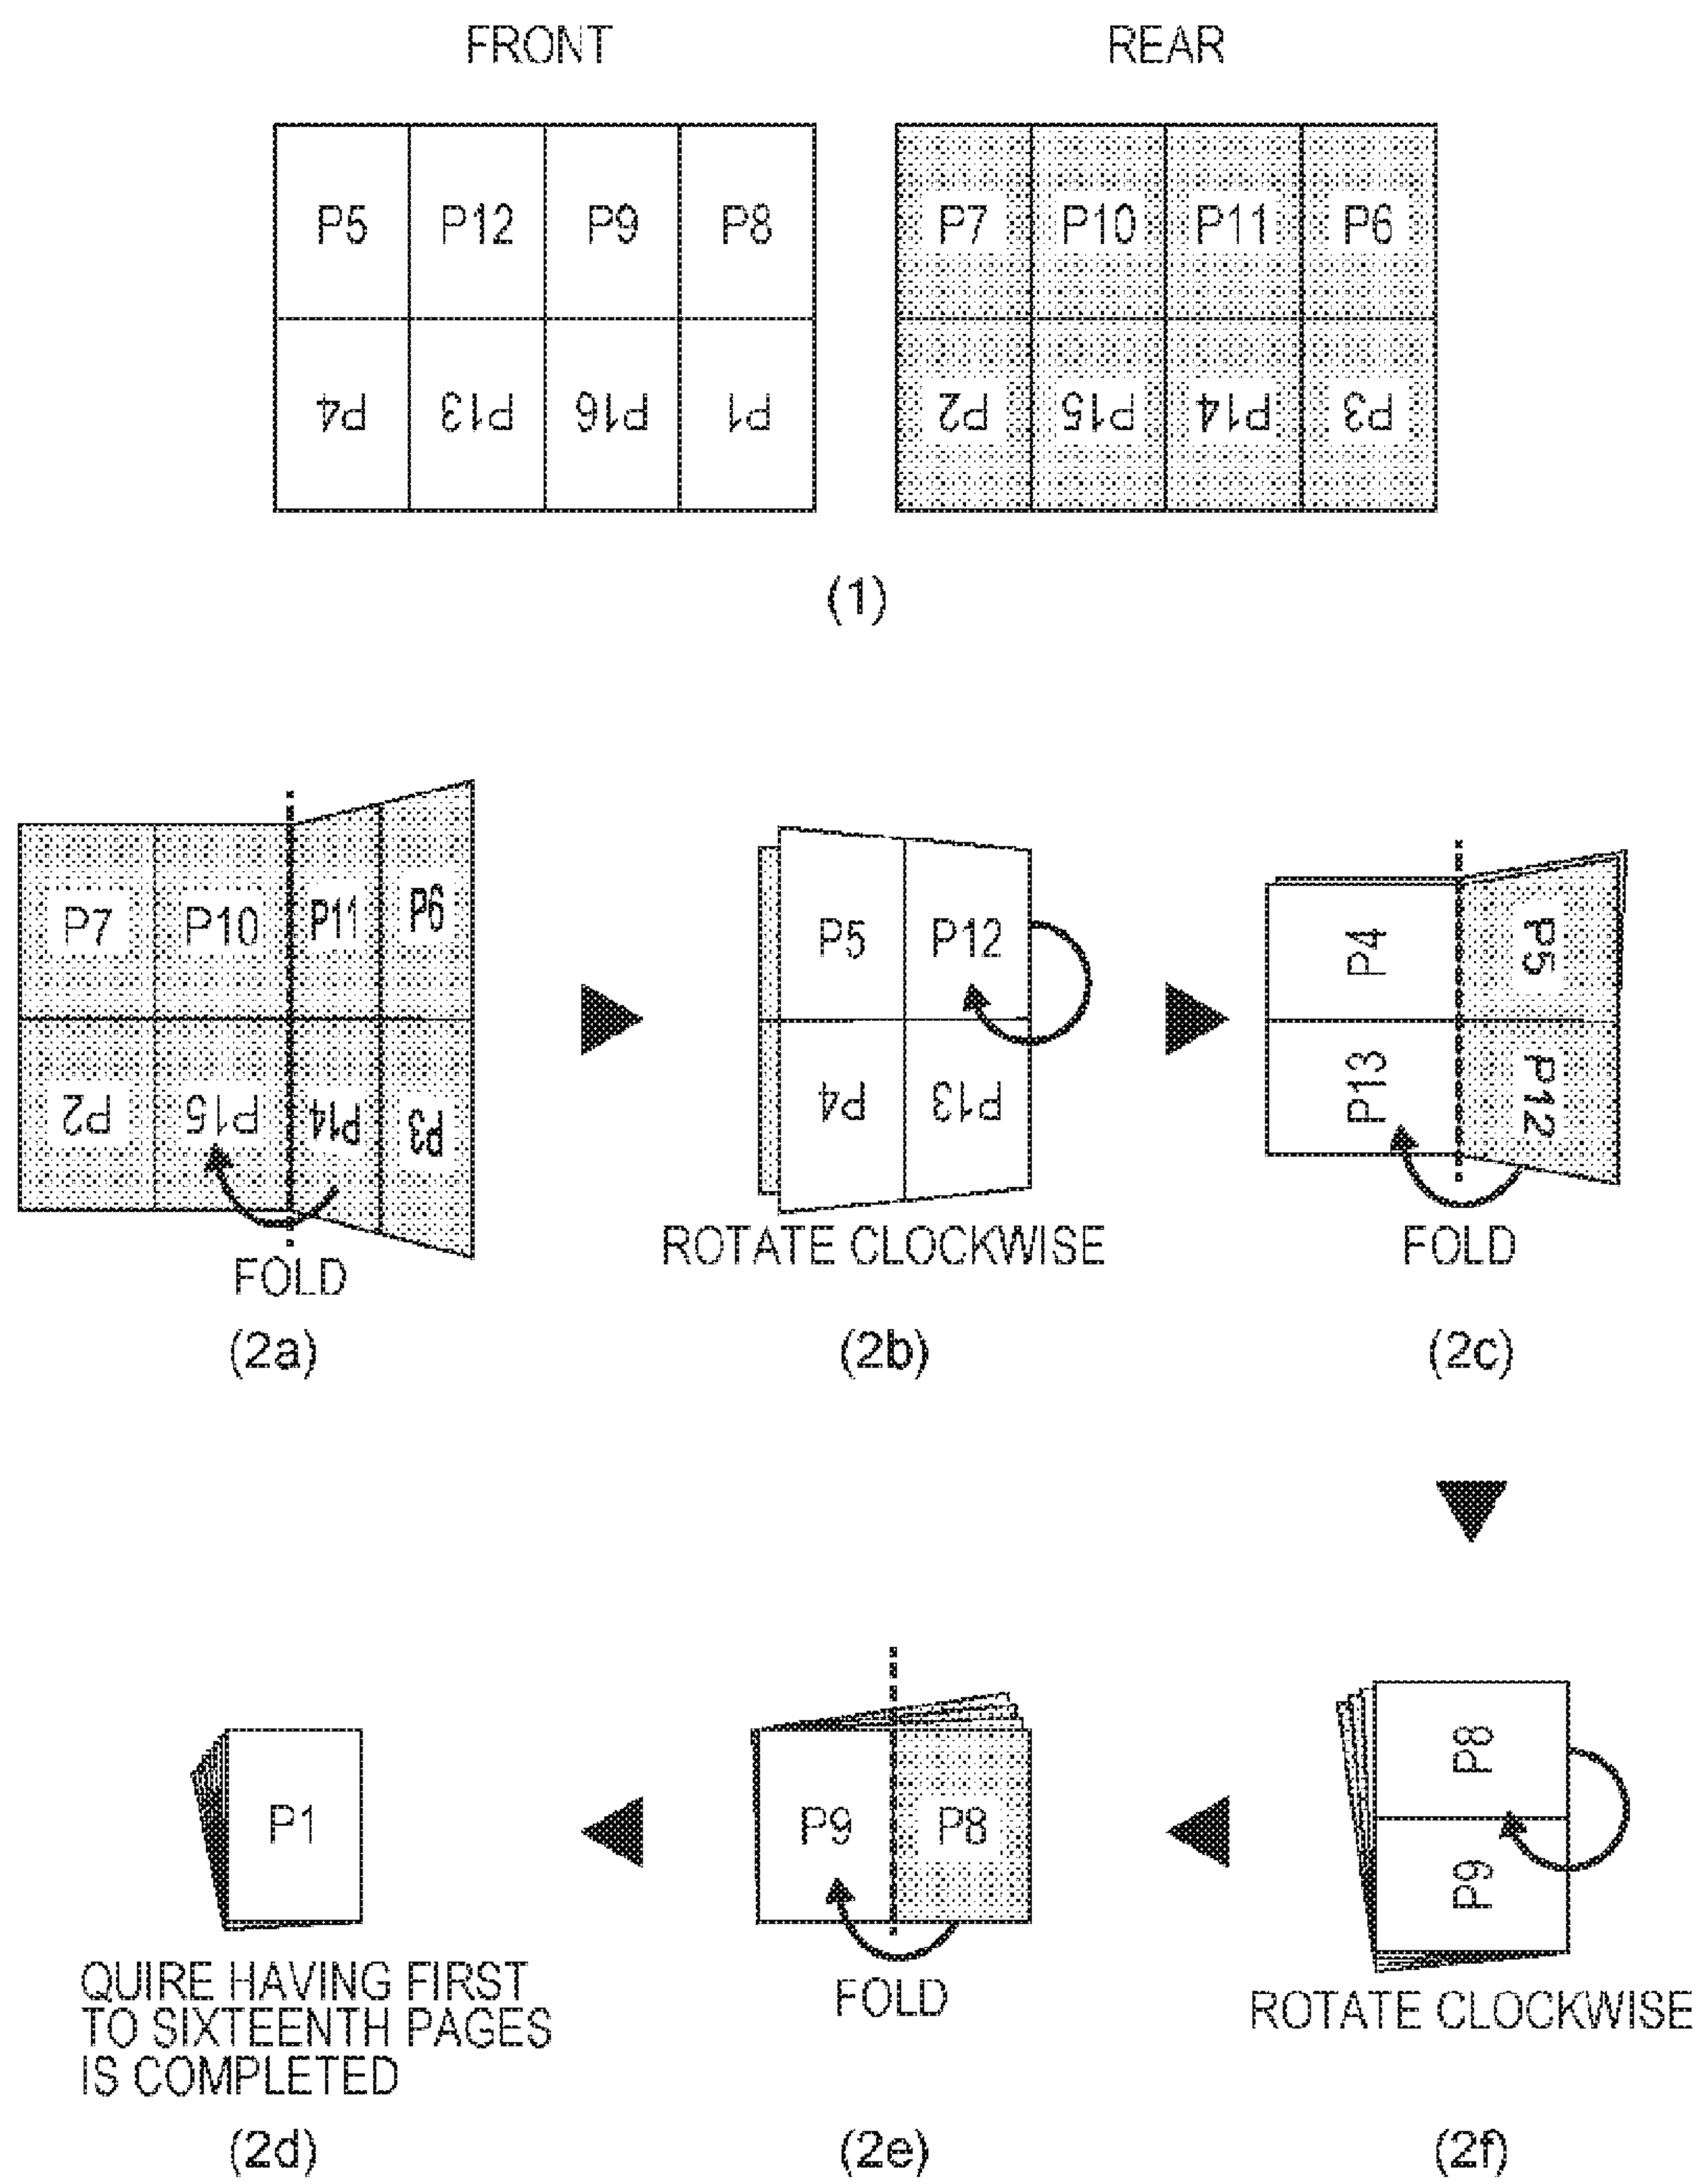 FRONT REAR
P5 P12 P9 P8 P7 P10 P11 P6
P4 P13 P16 P1 P2 P15 P14 P3
(1)
P7 P10 P11 P6
P2 P15 P14 P3
FOLD
(2a)
P5 P12
P4 P13
ROTATE CLOCKWISE
(2b)
P4 P5
P13 P12
FOLD
(2c)
P1
QUIRE HAVING FIRST
TO SIXTEENTH PAGES
IS COMPLETED
(2d)
P9 P8
FOLD
(2e)
P8
P9
ROTATE CLOCKWISE
(2f)